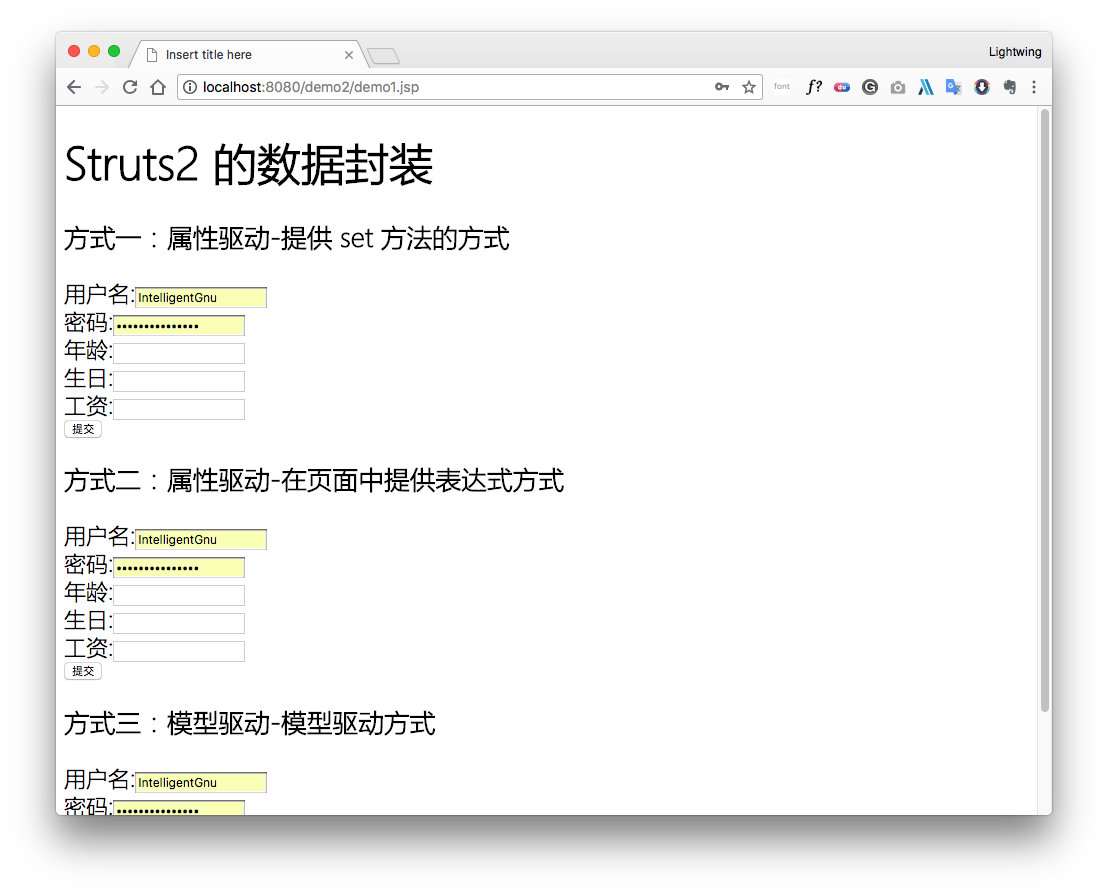 Insert title here
Lightwing
localhost:8080/demo2/demo1.jsp
font f?
Struts2 的数据封装
方式一：属性驱动-提供 set 方法的方式
用户名:IntelligentGnu
密码:•••••••••••••••
年龄:
生日:
工资:
提交
方式二：属性驱动-在页面中提供表达式方式
用户名:IntelligentGnu
密码:•••••••••••••••
年龄:
生日:
工资:
提交
方式三：模型驱动-模型驱动方式
用户名:IntelligentGnu
密码:•••••••••••••••